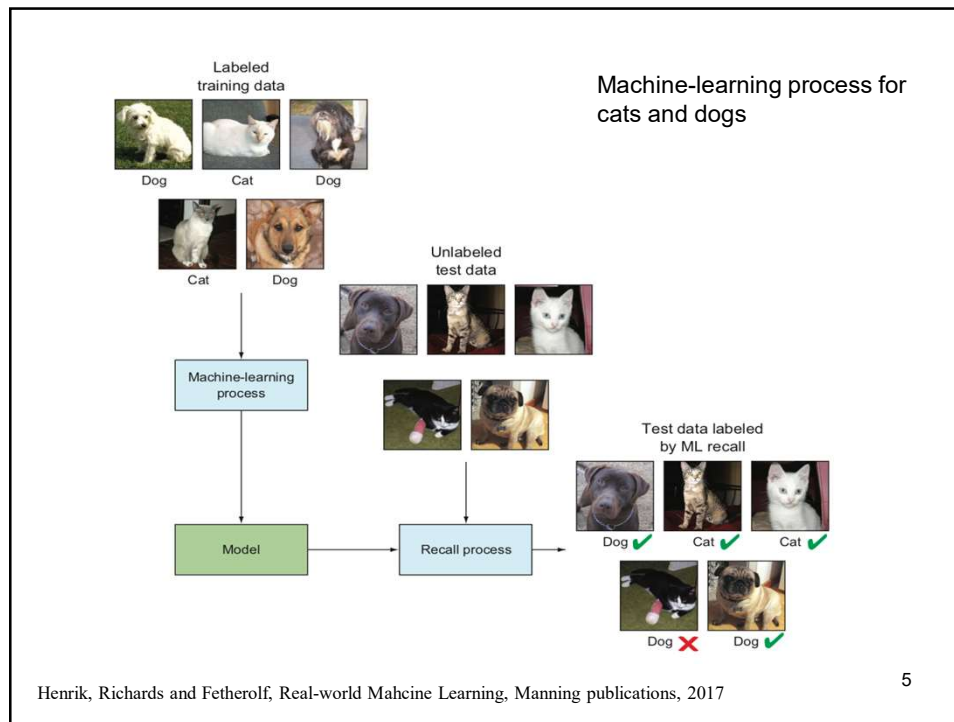 Labeled
training data
Machine-learning process for
cats and dogs
Dog Cat Dog
Cat Dog
Unlabeled
test data
Machine-learning
process
Test data labeled
by ML recall
Dog ✔ Cat ✔ Cat ✔
Model
Recall process
Dog ✘ Dog ✔
Henrik, Richards and Fetherolf, Real-world Mahcine Learning, Manning publications, 2017
5